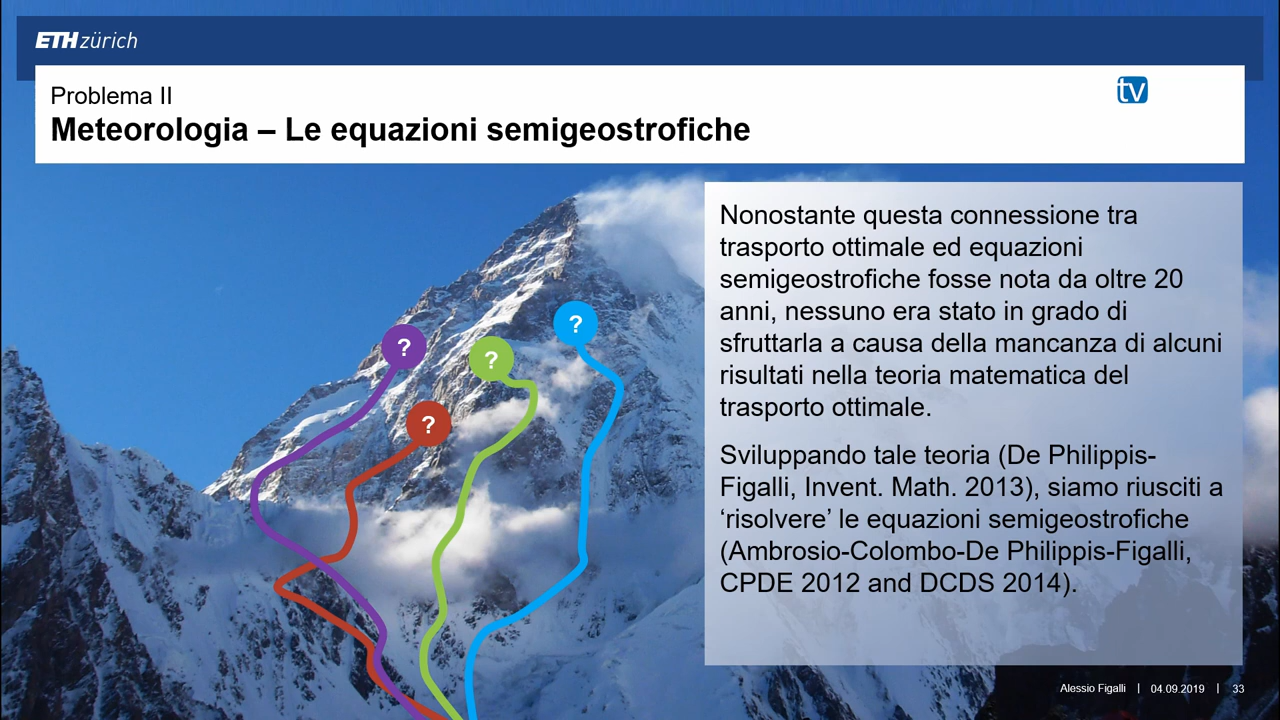 ETH zürich
Problema II
Meteorologia – Le equazioni semigeostrofiche
tv
Nonostante questa connessione tra
trasporto ottimale ed equazioni
semigeostrofiche fosse nota da oltre 20
anni, nessuno era stato in grado di
sfruttarla a causa della mancanza di alcuni
risultati nella teoria matematica del
trasporto ottimale.
Sviluppando tale teoria (De Philippis-
Figalli, Invent. Math. 2013), siamo riusciti a
‘risolvere’ le equazioni semigeostrofiche
(Ambrosio-Colombo-De Philippis-Figalli,
CPDE 2012 and DCDS 2014).
?
?
?
?
Alessio Figalli | 04.09.2019 | 33